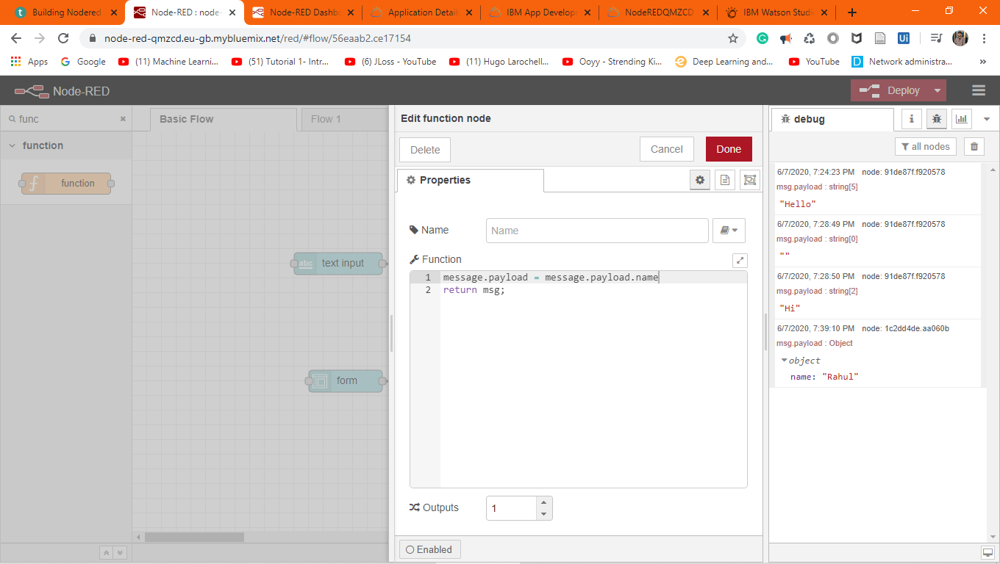 Building Nodered
Node-RED : node-
Node-RED Dashb
Application Detail
IBM App Develop
NodeREDQMZCD
IBM Watson Stud
node-red-qmzcd.eu-gb.mybluemix.net/red/#flow/56eaab2.ce17154
Apps
Google
(11) Machine Learni...
(51) Tutorial 1- Intr...
(6) JLoss - YouTube
(11) Hugo Larochell...
Ooyy - Strending Ki...
Deep Learning and...
YouTube
Network administra...
Node-RED
Deploy
func
function
function
Basic Flow
Flow 1
abc text input
form
Edit function node
Delete
Cancel
Done
Properties
Name
Name
Function
1 message.payload = message.payload.name
2 return msg;
Outputs
1
Enabled
debug
all nodes
6/7/2020, 7:24:23 PM node: 91de87f.f920578
msg.payload : string[5]
"Hello"
6/7/2020, 7:28:49 PM node: 91de87f.f920578
msg.payload : string[0]
""
6/7/2020, 7:28:50 PM node: 91de87f.f920578
msg.payload : string[2]
"Hi"
6/7/2020, 7:39:10 PM node: 1c2dd4de.aa060b
msg.payload : Object
object
name: "Rahul"